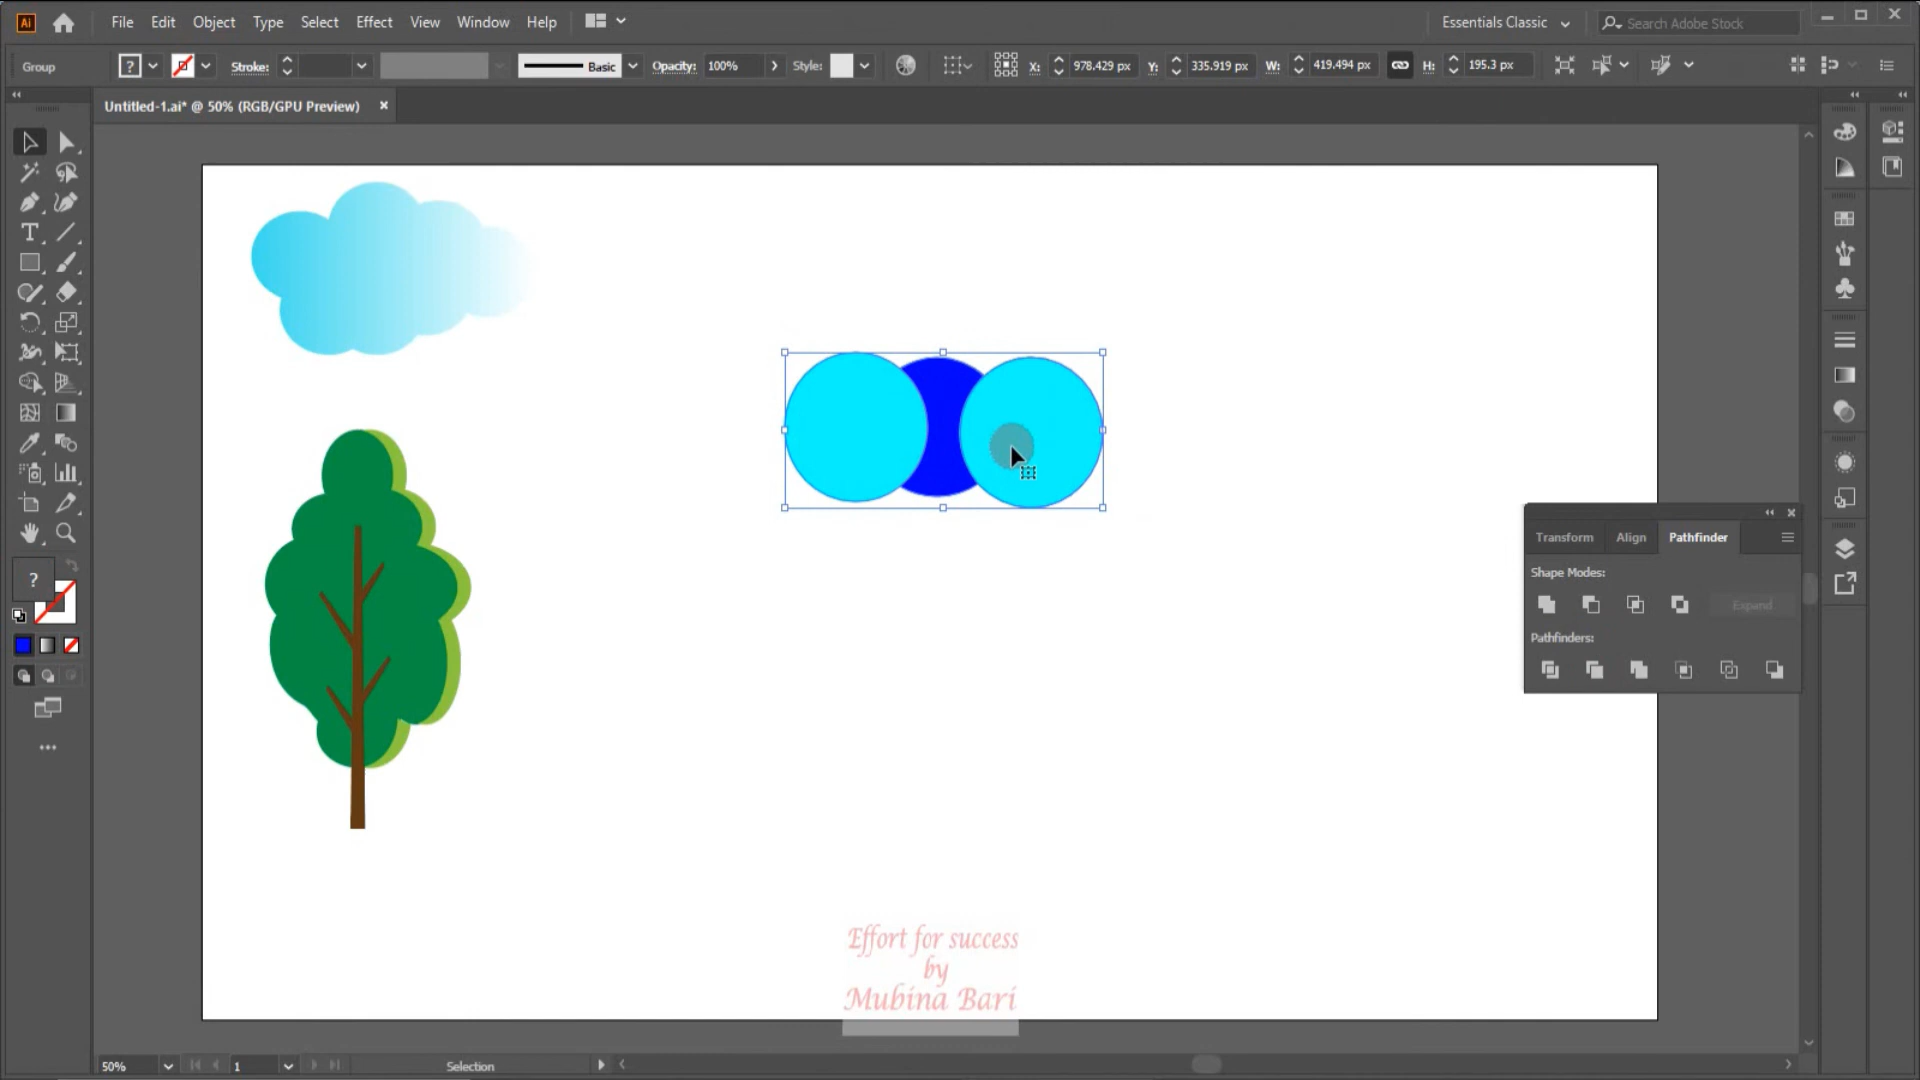 Ai File Edit Object Type Select Effect View Window Help Essentials Classic Search Adobe Stock
Group ? Stroke: Basic Opacity: 100% Style: X: 978.429 px Y: 335.919 px W: 419.494 px H: 195.3 px
Untitled-1.ai* @ 50% (RGB/GPU Preview)
T
?
Transform Align Pathfinder
Shape Modes:
Expand
Pathfinders:
Effort for success
by
Mubina Bari
50% 1 Selection